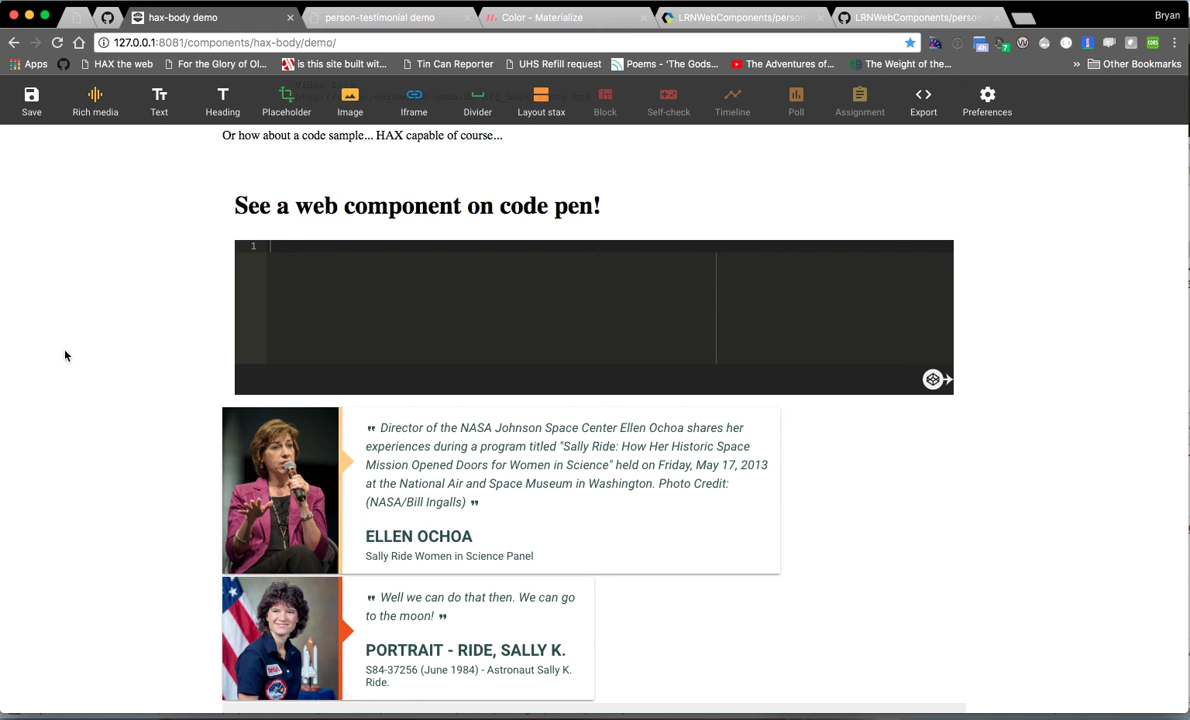 hax-body demo
person-testimonial demo
Color - Materialize
LRNWebComponents/person
LRNWebComponents/person
Bryan
127.0.0.1:8081/components/hax-body/demo/
Apps
HAX the web
For the Glory of Ol...
is this site built wit...
Tin Can Reporter
UHS Refill request
Poems - 'The Gods...
The Adventures of...
The Weight of the...
» Other Bookmarks
Save
Rich media
Text
Heading
Placeholder
Image
Iframe
Divider
Layout stax
Block
Self-check
Timeline
Poll
Assignment
Export
Preferences
Or how about a code sample... HAX capable of course...
See a web component on code pen!
1
" Director of the NASA Johnson Space Center Ellen Ochoa shares her
experiences during a program titled "Sally Ride: How Her Historic Space
Mission Opened Doors for Women in Science" held on Friday, May 17, 2013
at the National Air and Space Museum in Washington. Photo Credit:
(NASA/Bill Ingalls) "
ELLEN OCHOA
Sally Ride Women in Science Panel
" Well we can do that then. We can go
to the moon! "
PORTRAIT - RIDE, SALLY K.
S84-37256 (June 1984) - Astronaut Sally K.
Ride.